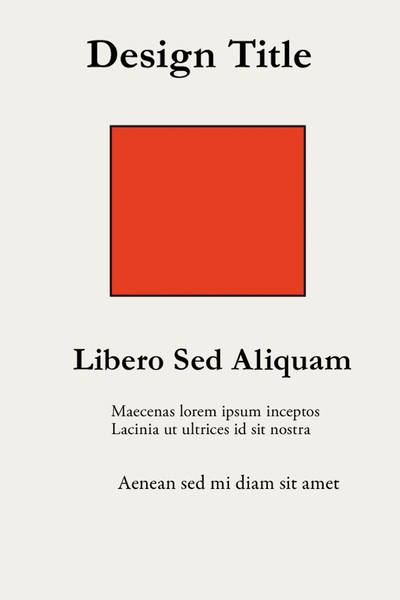 Design Title
Libero Sed Aliquam
Maecenas lorem ipsum inceptos
Lacinia ut ultrices id sit nostra
Aenean sed mi diam sit amet